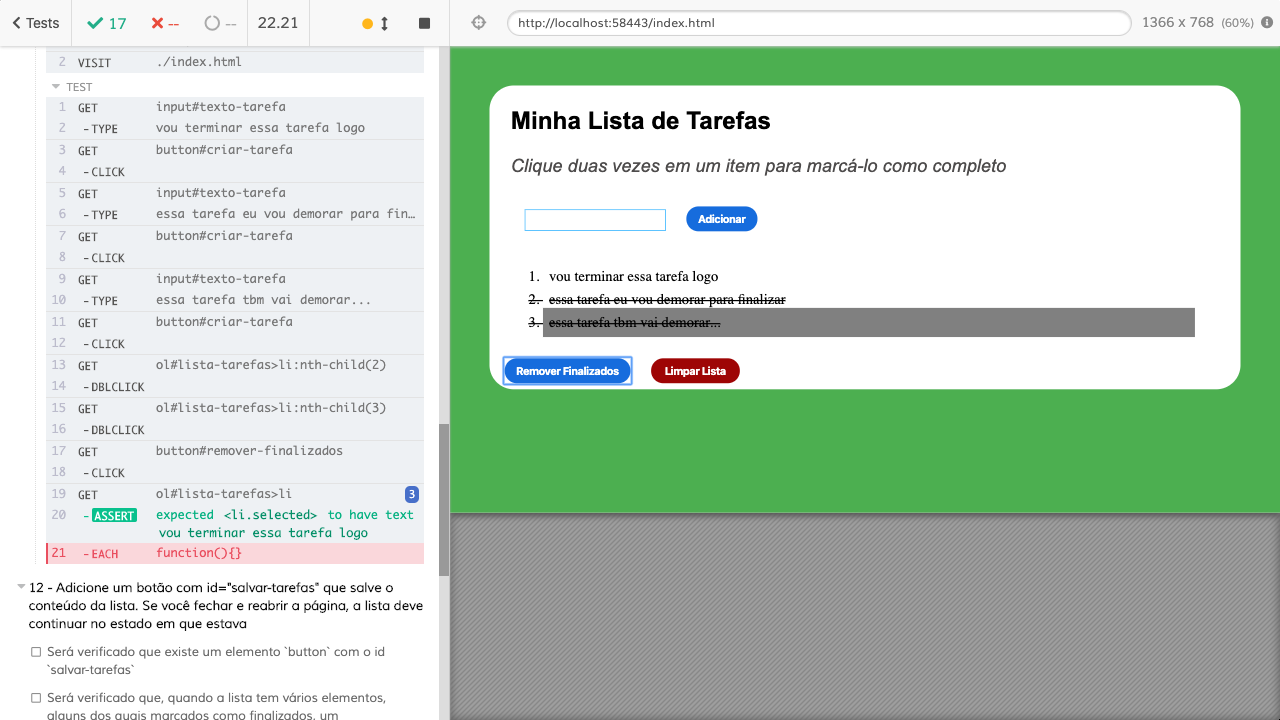 Tests
17
--
--
22.21
http://localhost:58443/index.html
1366 x 768 (60%)
2 VISIT ./index.html
TEST
1 GET input#texto-tarefa
2 -TYPE vou terminar essa tarefa logo
3 GET button#criar-tarefa
4 -CLICK
5 GET input#texto-tarefa
6 -TYPE essa tarefa eu vou demorar para fin…
7 GET button#criar-tarefa
8 -CLICK
9 GET input#texto-tarefa
10 -TYPE essa tarefa tbm vai demorar...
11 GET button#criar-tarefa
12 -CLICK
13 GET ol#lista-tarefas>li:nth-child(2)
14 -DBLCLICK
15 GET ol#lista-tarefas>li:nth-child(3)
16 -DBLCLICK
17 GET button#remover-finalizados
18 -CLICK
19 GET ol#lista-tarefas>li 3
20 -ASSERT expected <li.selected> to have text
vou terminar essa tarefa logo
21 -EACH function(){}
12 - Adicione um botão com id="salvar-tarefas" que salve o
conteúdo da lista. Se você fechar e reabrir a página, a lista deve
continuar no estado em que estava
Será verificado que existe um elemento `button` com o id
`salvar-tarefas`
Será verificado que, quando a lista tem vários elementos,
alguns dos quais marcados como finalizados, um
Minha Lista de Tarefas
Clique duas vezes em um item para marcá-lo como completo
Adicionar
1. vou terminar essa tarefa logo
2. essa tarefa eu vou demorar para finalizar
3. essa tarefa tbm vai demorar...
Remover Finalizados
Limpar Lista